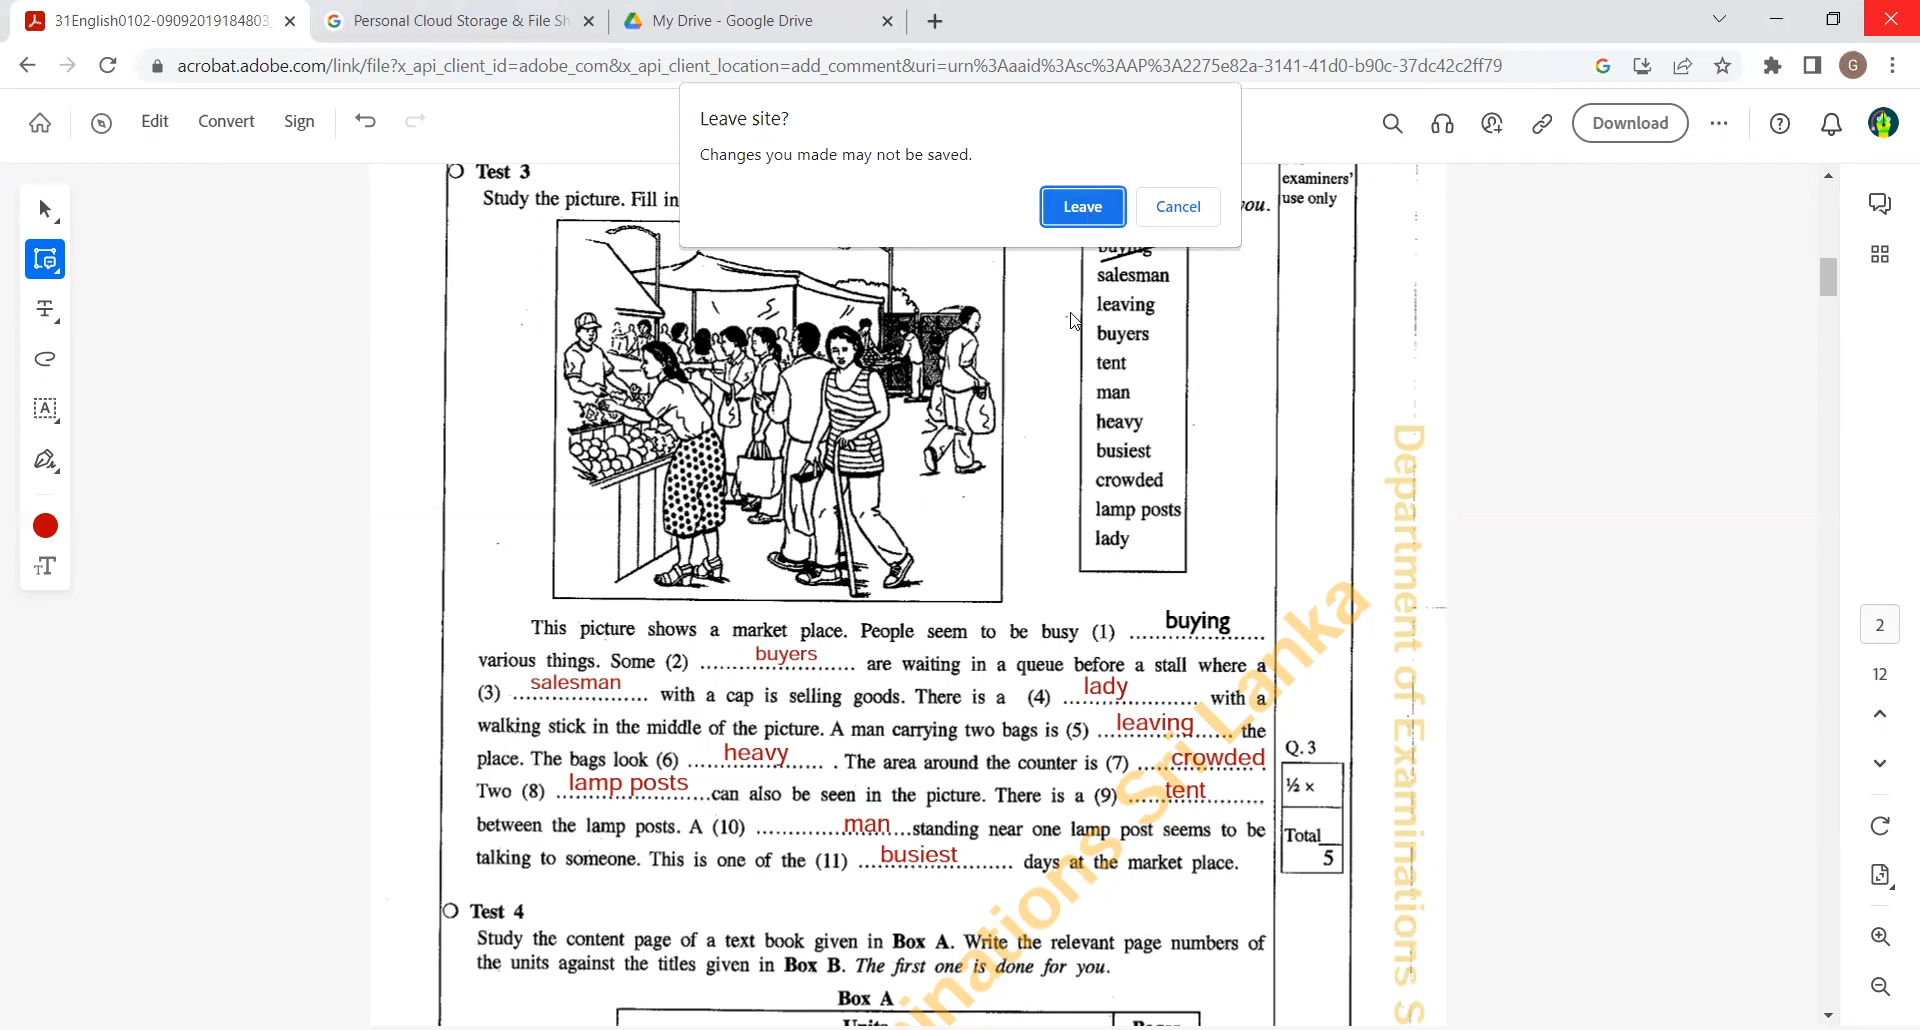 31English0102-09092019184803
Personal Cloud Storage & File Sh
My Drive - Google Drive
acrobat.adobe.com/link/file?x_api_client_id=adobe_com&x_api_client_location=add_comment&uri=urn%3Aaaid%3Asc%3AAP%3A2275e82a-3141-41d0-b90c-37dc42c2ff79
G
Edit Convert Sign
Download
Leave site?
Changes you made may not be saved.
Leave Cancel
Test 3
Study the picture. Fill in
you.
examiners'
use only
buying
salesman
leaving
buyers
tent
man
heavy
busiest
crowded
lamp posts
lady
This picture shows a market place. People seem to be busy (1) buying
various things. Some (2) buyers are waiting in a queue before a stall where a
(3) salesman with a cap is selling goods. There is a (4) lady with a
walking stick in the middle of the picture. A man carrying two bags is (5) leaving the
place. The bags look (6) heavy . The area around the counter is (7) crowded.
Two (8) lamp posts can also be seen in the picture. There is a (9) tent
between the lamp posts. A (10) man standing near one lamp post seems to be
talking to someone. This is one of the (11) busiest days at the market place.
Q. 3
½ ×
Total
5
Test 4
Study the content page of a text book given in Box A. Write the relevant page numbers of
the units against the titles given in Box B. The first one is done for you.
Box A
Units
Pages
inations Sri Lanka
Department of Examinations S
2
12